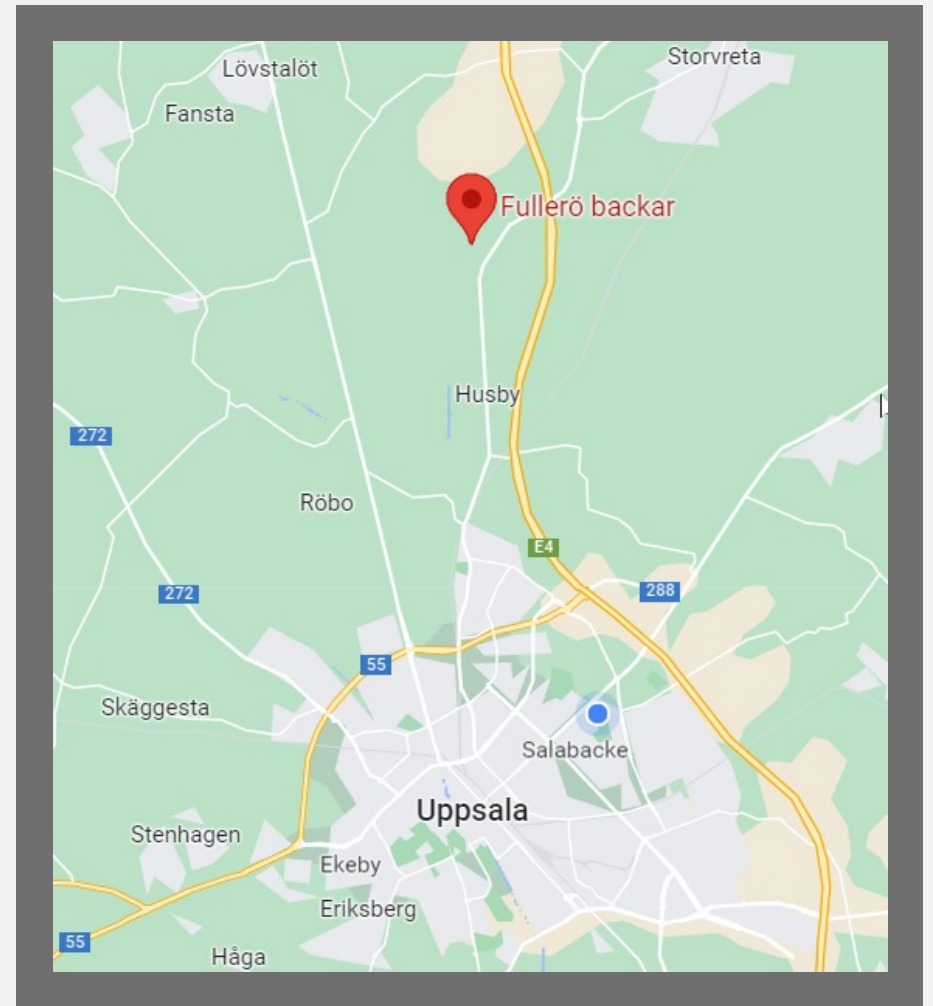 Storvreta
Lövstalöt
Fansta
Fullerö backar
Husby
272
Röbo
E4
272
288
55
Skäggesta
Salabacke
Uppsala
Stenhagen
Ekeby
Eriksberg
55
Håga